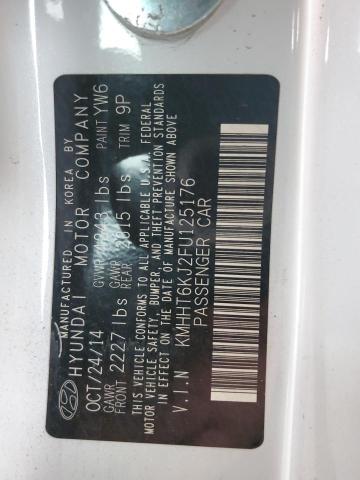 MANUFACTURED IN KOREA BY
HYUNDAI MOTOR COMPANY
OCT/24/14 GVWR lbs PAINT YW6
GAWR FRONT 2227 lbs GAWR REAR lbs TRIM 9P
THIS VEHICLE CONFORMS TO ALL APPLICABLE U.S.A. FEDERAL
MOTOR VEHICLE SAFETY, BUMPER, AND THEFT PREVENTION STANDARDS
IN EFFECT ON THE DATE OF MANUFACTURE SHOWN ABOVE
V.I.N KMHHT6KJ2FU125176
PASSENGER CAR